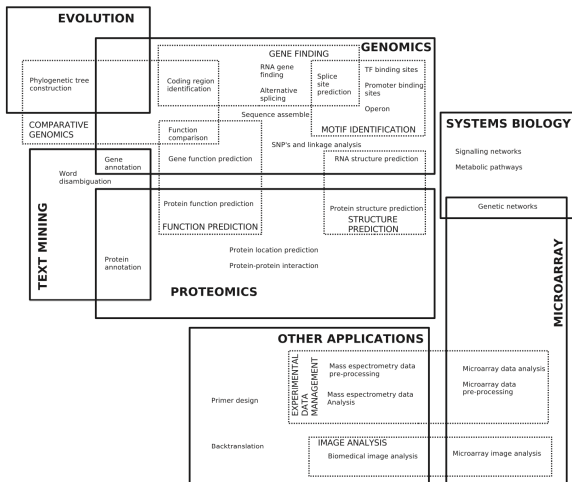 EVOLUTION
GENOMICS
GENE FINDING
Phylogenetic tree
construction
Coding region
identification
RNA gene
finding
Alternative
splicing
Splice
site
prediction
TF binding sites
Promoter binding
sites
Operon
Sequence assemble
MOTIF IDENTIFICATION
COMPARATIVE
GENOMICS
Function
comparison
SNP's and linkage analysis
Gene
annotation
Gene function prediction
RNA structure prediction
SYSTEMS BIOLOGY
Signalling networks
Metabolic pathways
Genetic networks
Word
disambiguation
TEXT MINING
Protein function prediction
FUNCTION PREDICTION
Protein structure prediction
STRUCTURE
PREDICTION
Protein location prediction
Protein-protein interaction
Protein
annotation
PROTEOMICS
MICROARRAY
OTHER APPLICATIONS
EXPERIMENTAL
DATA
MANAGEMENT
Mass espectrometry data
pre-processing
Mass espectrometry data
Analysis
Microarray data analysis
Microarray data
pre-processing
Primer design
Backtranslation
IMAGE ANALYSIS
Biomedical image analysis
Microarray image analysis